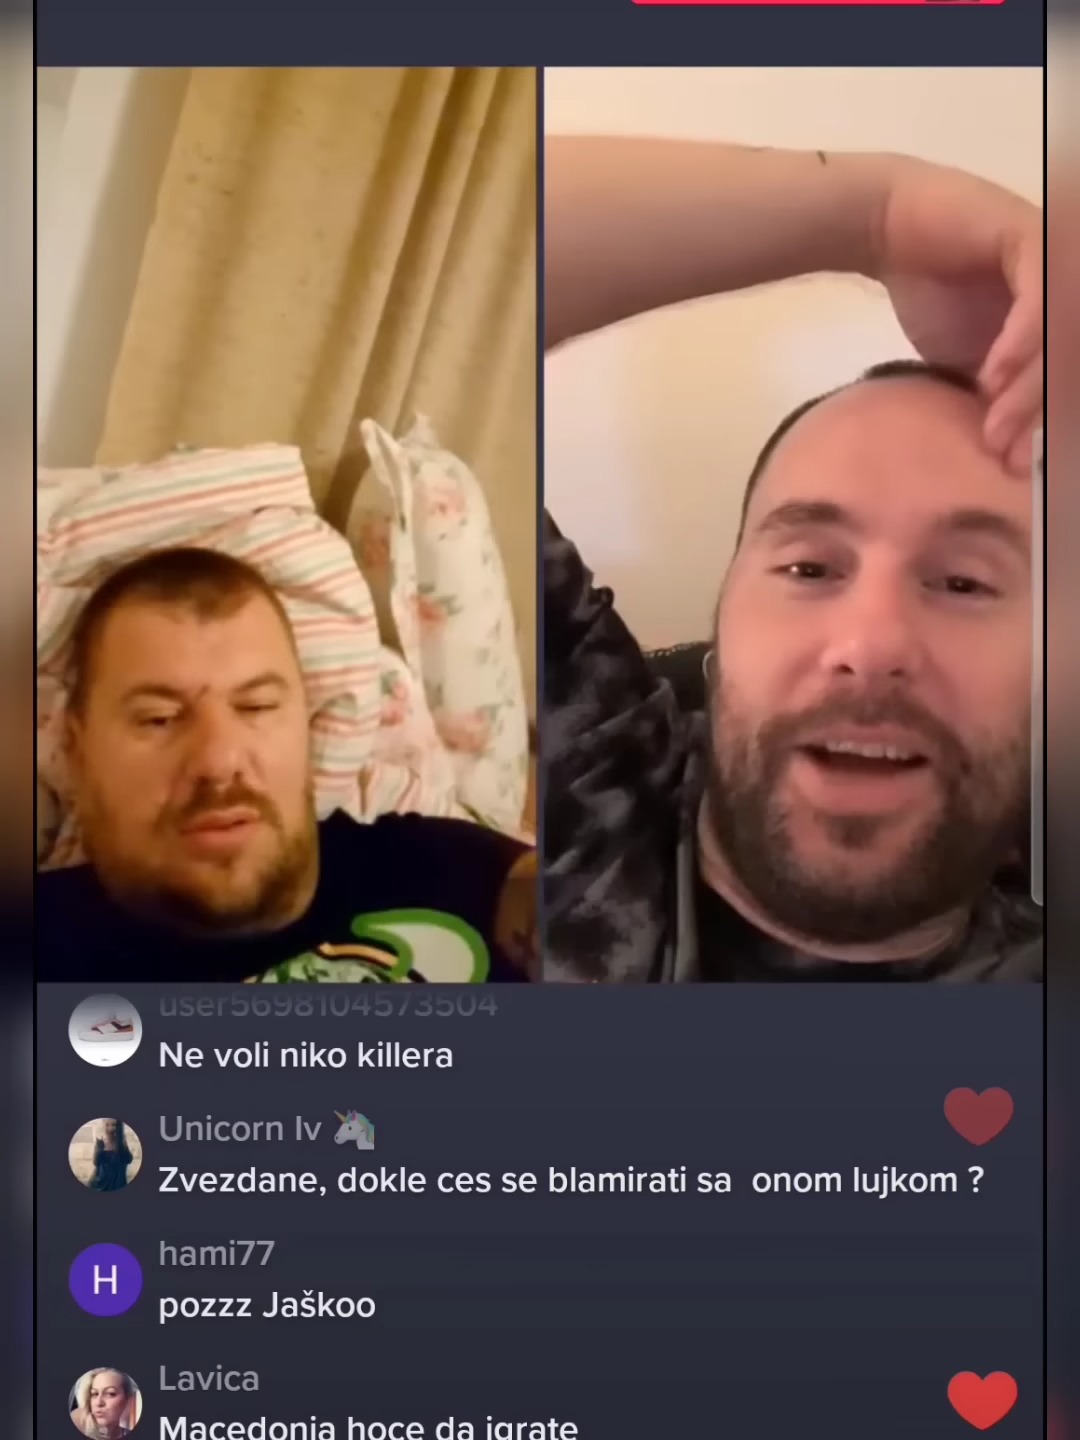 user5698104573504
Ne voli niko killera
Unicorn Iv 🦄
Zvezdane, dokle ces se blamirati sa onom lujkom ?
H
hami77
pozzz Jaškoo
Lavica
Macedonia hoce da igrate